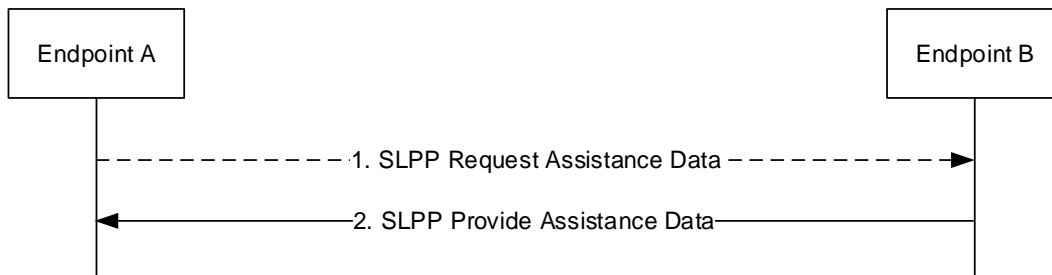 Endpoint A
Endpoint B
1. SLPP Request Assistance Data
2. SLPP Provide Assistance Data